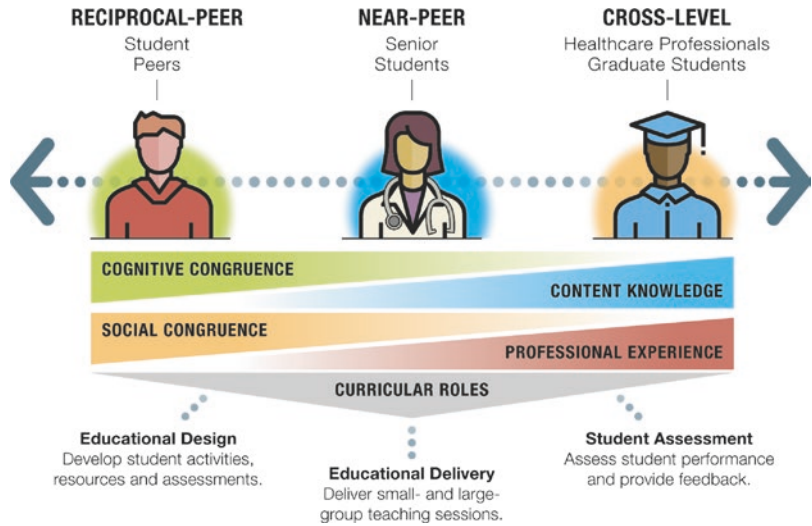 RECIPROCAL-PEER
Student
Peers
NEAR-PEER
Senior
Students
CROSS-LEVEL
Healthcare Professionals
Graduate Students
COGNITIVE CONGRUENCE
CONTENT KNOWLEDGE
SOCIAL CONGRUENCE
PROFESSIONAL EXPERIENCE
CURRICULAR ROLES
Educational Design
Develop student activities,
resources and assessments.
Educational Delivery
Deliver small- and large-
group teaching sessions.
Student Assessment
Assess student performance
and provide feedback.